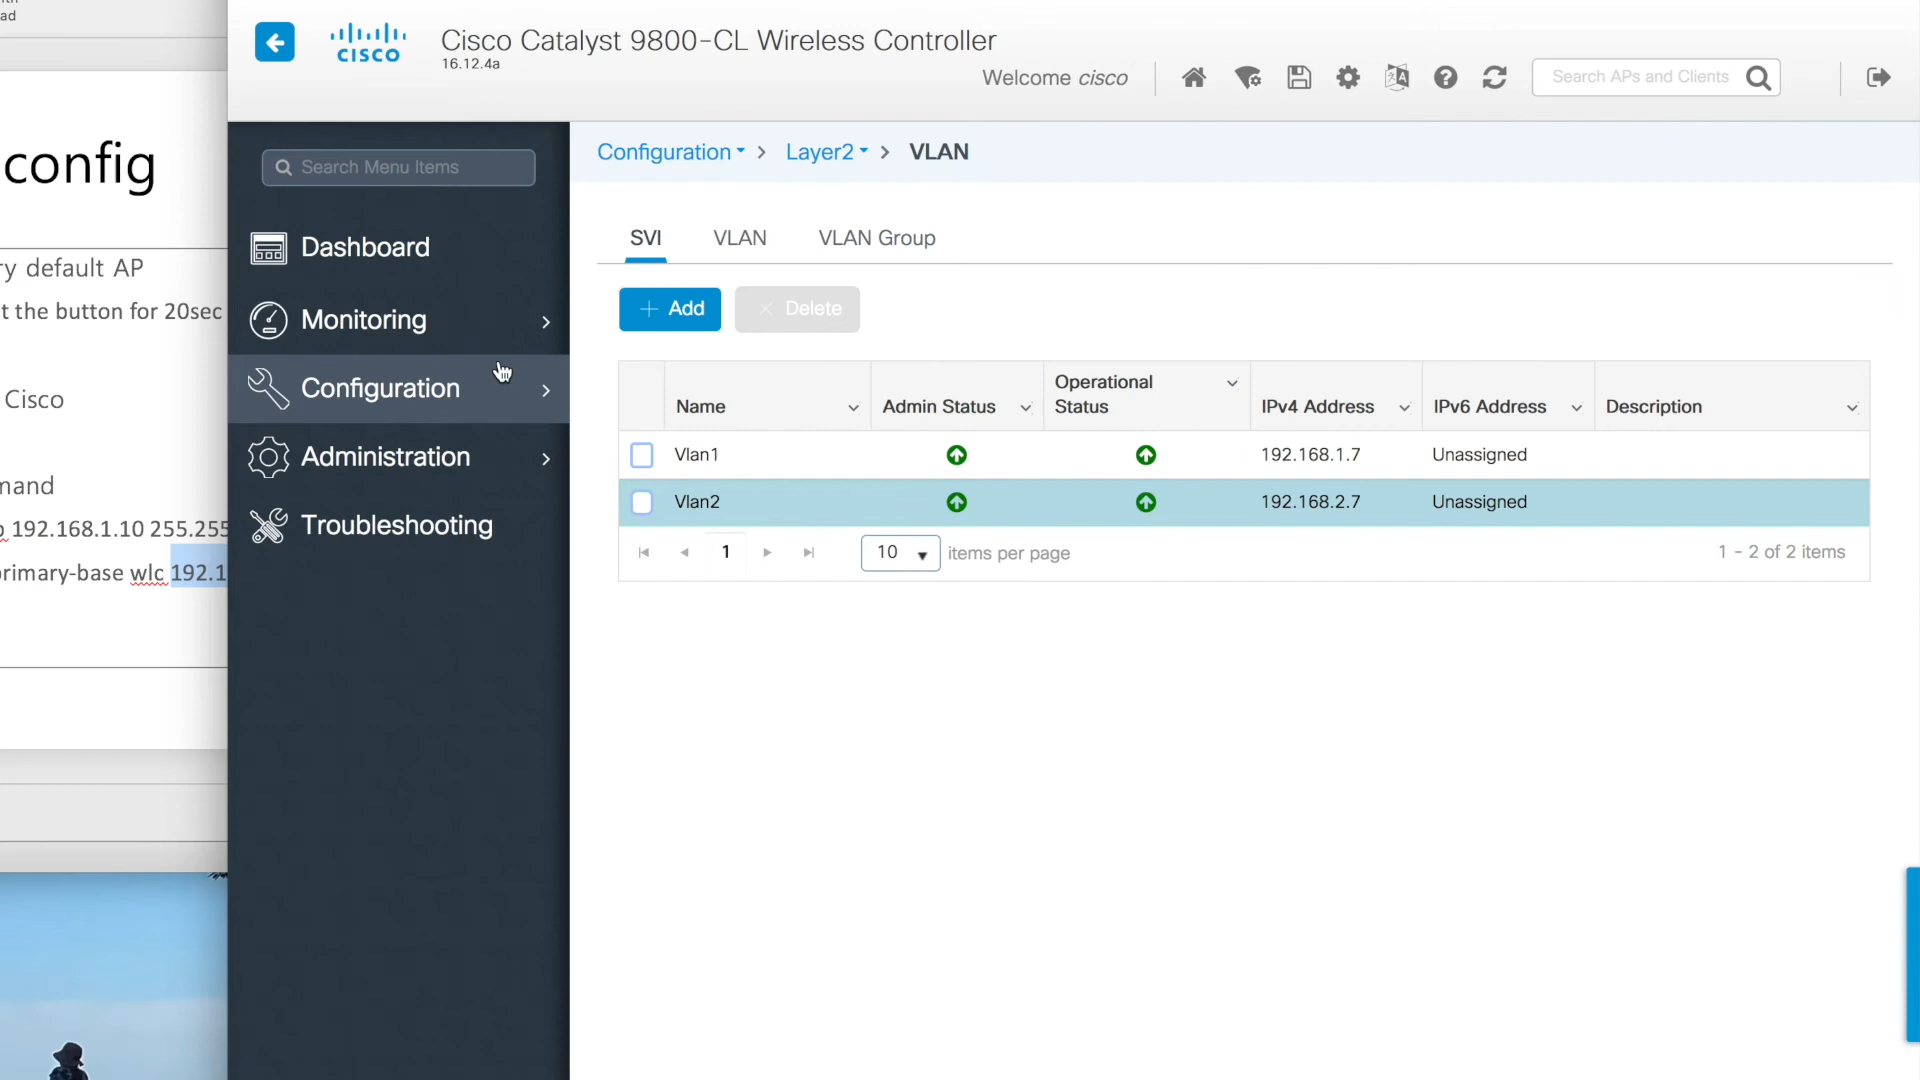 ad
config
ry default AP
t the button for 20sec
Cisco
mand
p 192.168.1.10 255.255
rimary-base wlc 192.1
CISCO
Cisco Catalyst 9800-CL Wireless Controller
16.12.4a
Welcome cisco
Search APs and Clients
Search Menu Items
Dashboard
Monitoring
Configuration
Administration
Troubleshooting
Configuration > Layer2 > VLAN
SVI VLAN VLAN Group
+ Add × Delete
Name Admin Status Operational Status IPv4 Address IPv6 Address Description
Vlan1 192.168.1.7 Unassigned
Vlan2 192.168.2.7 Unassigned
1 10 items per page 1 - 2 of 2 items